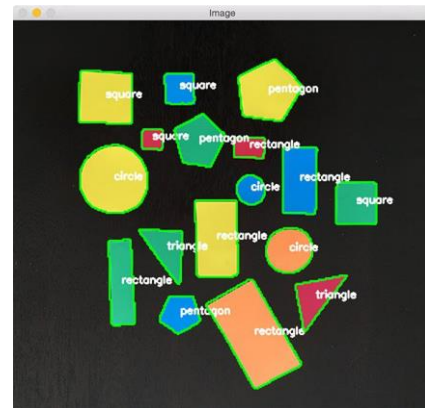 Image
square
square
pentagon
square
pentagon
rectangle
circle
circle
rectangle
square
triangle
rectangle
circle
rectangle
triangle
pentagon
rectangle